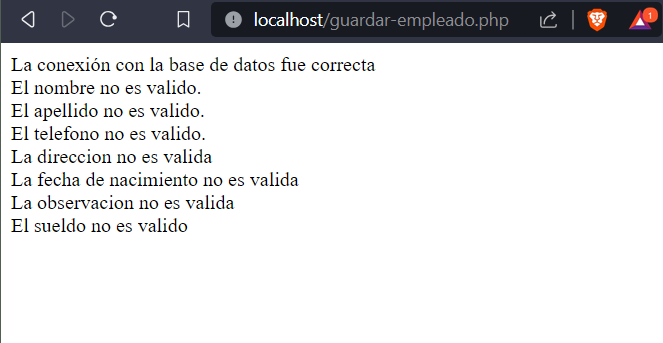 localhost/guardar-empleado.php
1
La conexión con la base de datos fue correcta
El nombre no es valido.
El apellido no es valido.
El telefono no es valido.
La direccion no es valida
La fecha de nacimiento no es valida
La observacion no es valida
El sueldo no es valido